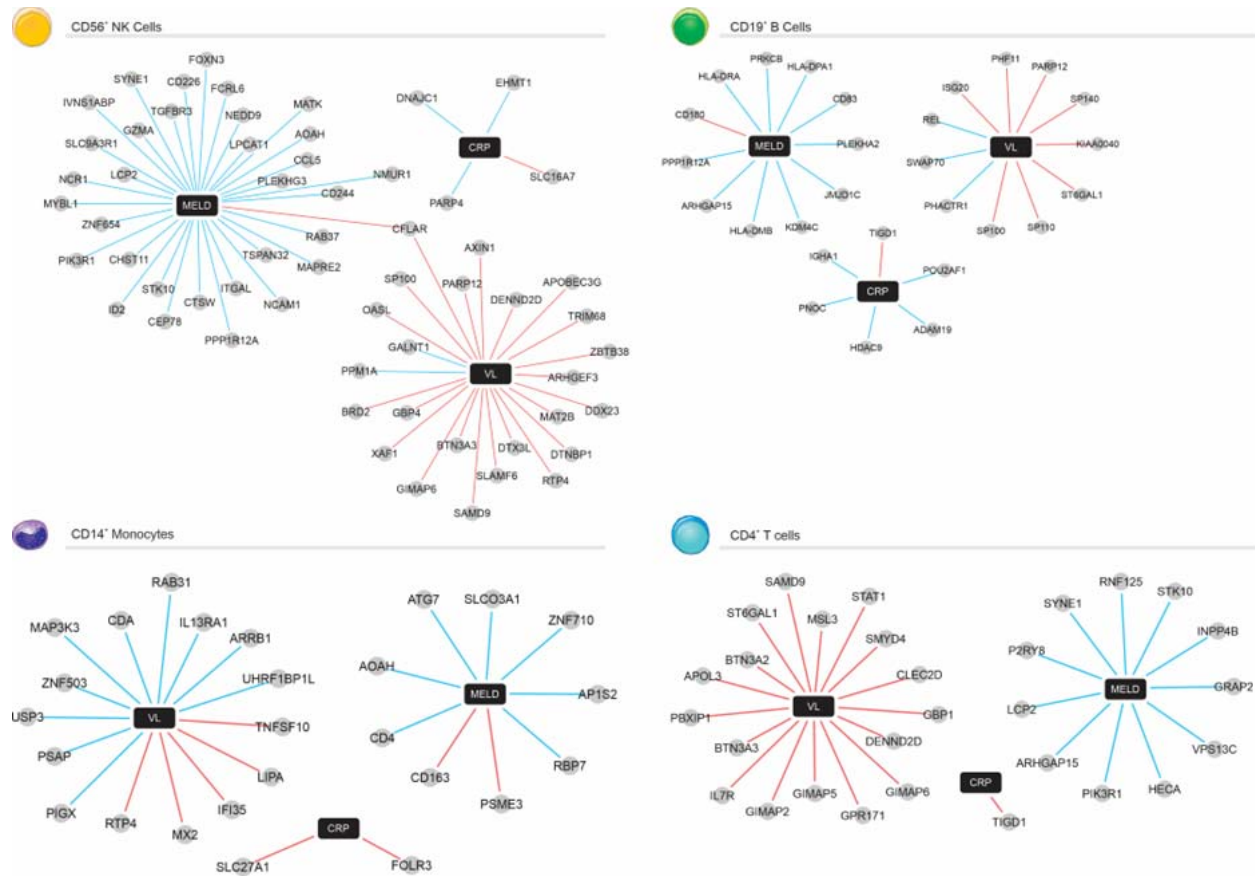 CD56+ NK Cells
FOXN3
SYNE1
CD226
FCRL6
IVNS1ABP
TGFBR3
NEDD9
MATK
GZMA
AOAH
SLC9A3R1
LPCAT1
CCL5
LCP2
NCR1
PLEKHG3
NMUR1
CD244
MYBL1
MELD
ZNF654
RAB37
CFLAR
PIK3R1
CHST11
TSPAN32
MAPRE2
STK10
ITGAL
ID2
CTSW
NCAM1
CEP78
PPP1R12A
EHMT1
DNAJC1
CRP
SLC16A7
PARP4
AXIN1
SP100
PARP12
APOBEC3G
DENND2D
OASL
TRIM68
GALNT1
ZBTB38
PPM1A
VL
ARHGEF3
BRD2
GBP4
MAT2B
DDX23
XAF1
BTN3A3
DTX3L
DTNBP1
GIMAP6
SLAMF6
RTP4
SAMD9
CD19+ B Cells
PRKCB
HLA-DRA
HLA-DPA1
CD83
CD180
MELD
PLEKHA2
PPP1R12A
JMJD1C
ARHGAP15
HLA-DMB
KDM4C
PHF11
PARP12
ISG20
SP140
REL
KIAA0040
VL
SWAP70
ST6GAL1
PHACTR1
SP100
SP110
TIGD1
IGHA1
POU2AF1
CRP
PNOC
ADAM19
HDAC9
CD14+ Monocytes
RAB31
CDA
IL13RA1
MAP3K3
ARRB1
ZNF503
UHRF1BP1L
USP3
VL
TNFSF10
PSAP
LIPA
PIGX
IFI35
RTP4
MX2
ATG7
SLCO3A1
ZNF710
AOAH
MELD
AP1S2
CD4
RBP7
CD163
PSME3
CRP
SLC27A1
FOLR3
CD4+ T cells
SAMD9
STAT1
ST6GAL1
MSL3
SMYD4
BTN3A2
APOL3
CLEC2D
PBXIP1
VL
GBP1
BTN3A3
DENND2D
IL7R
GIMAP6
GIMAP2
GIMAP5
GPR171
CRP
TIGD1
RNF125
STK10
SYNE1
INPP4B
P2RY8
MELD
GRAP2
LCP2
VPS13C
ARHGAP15
PIK3R1
HECA